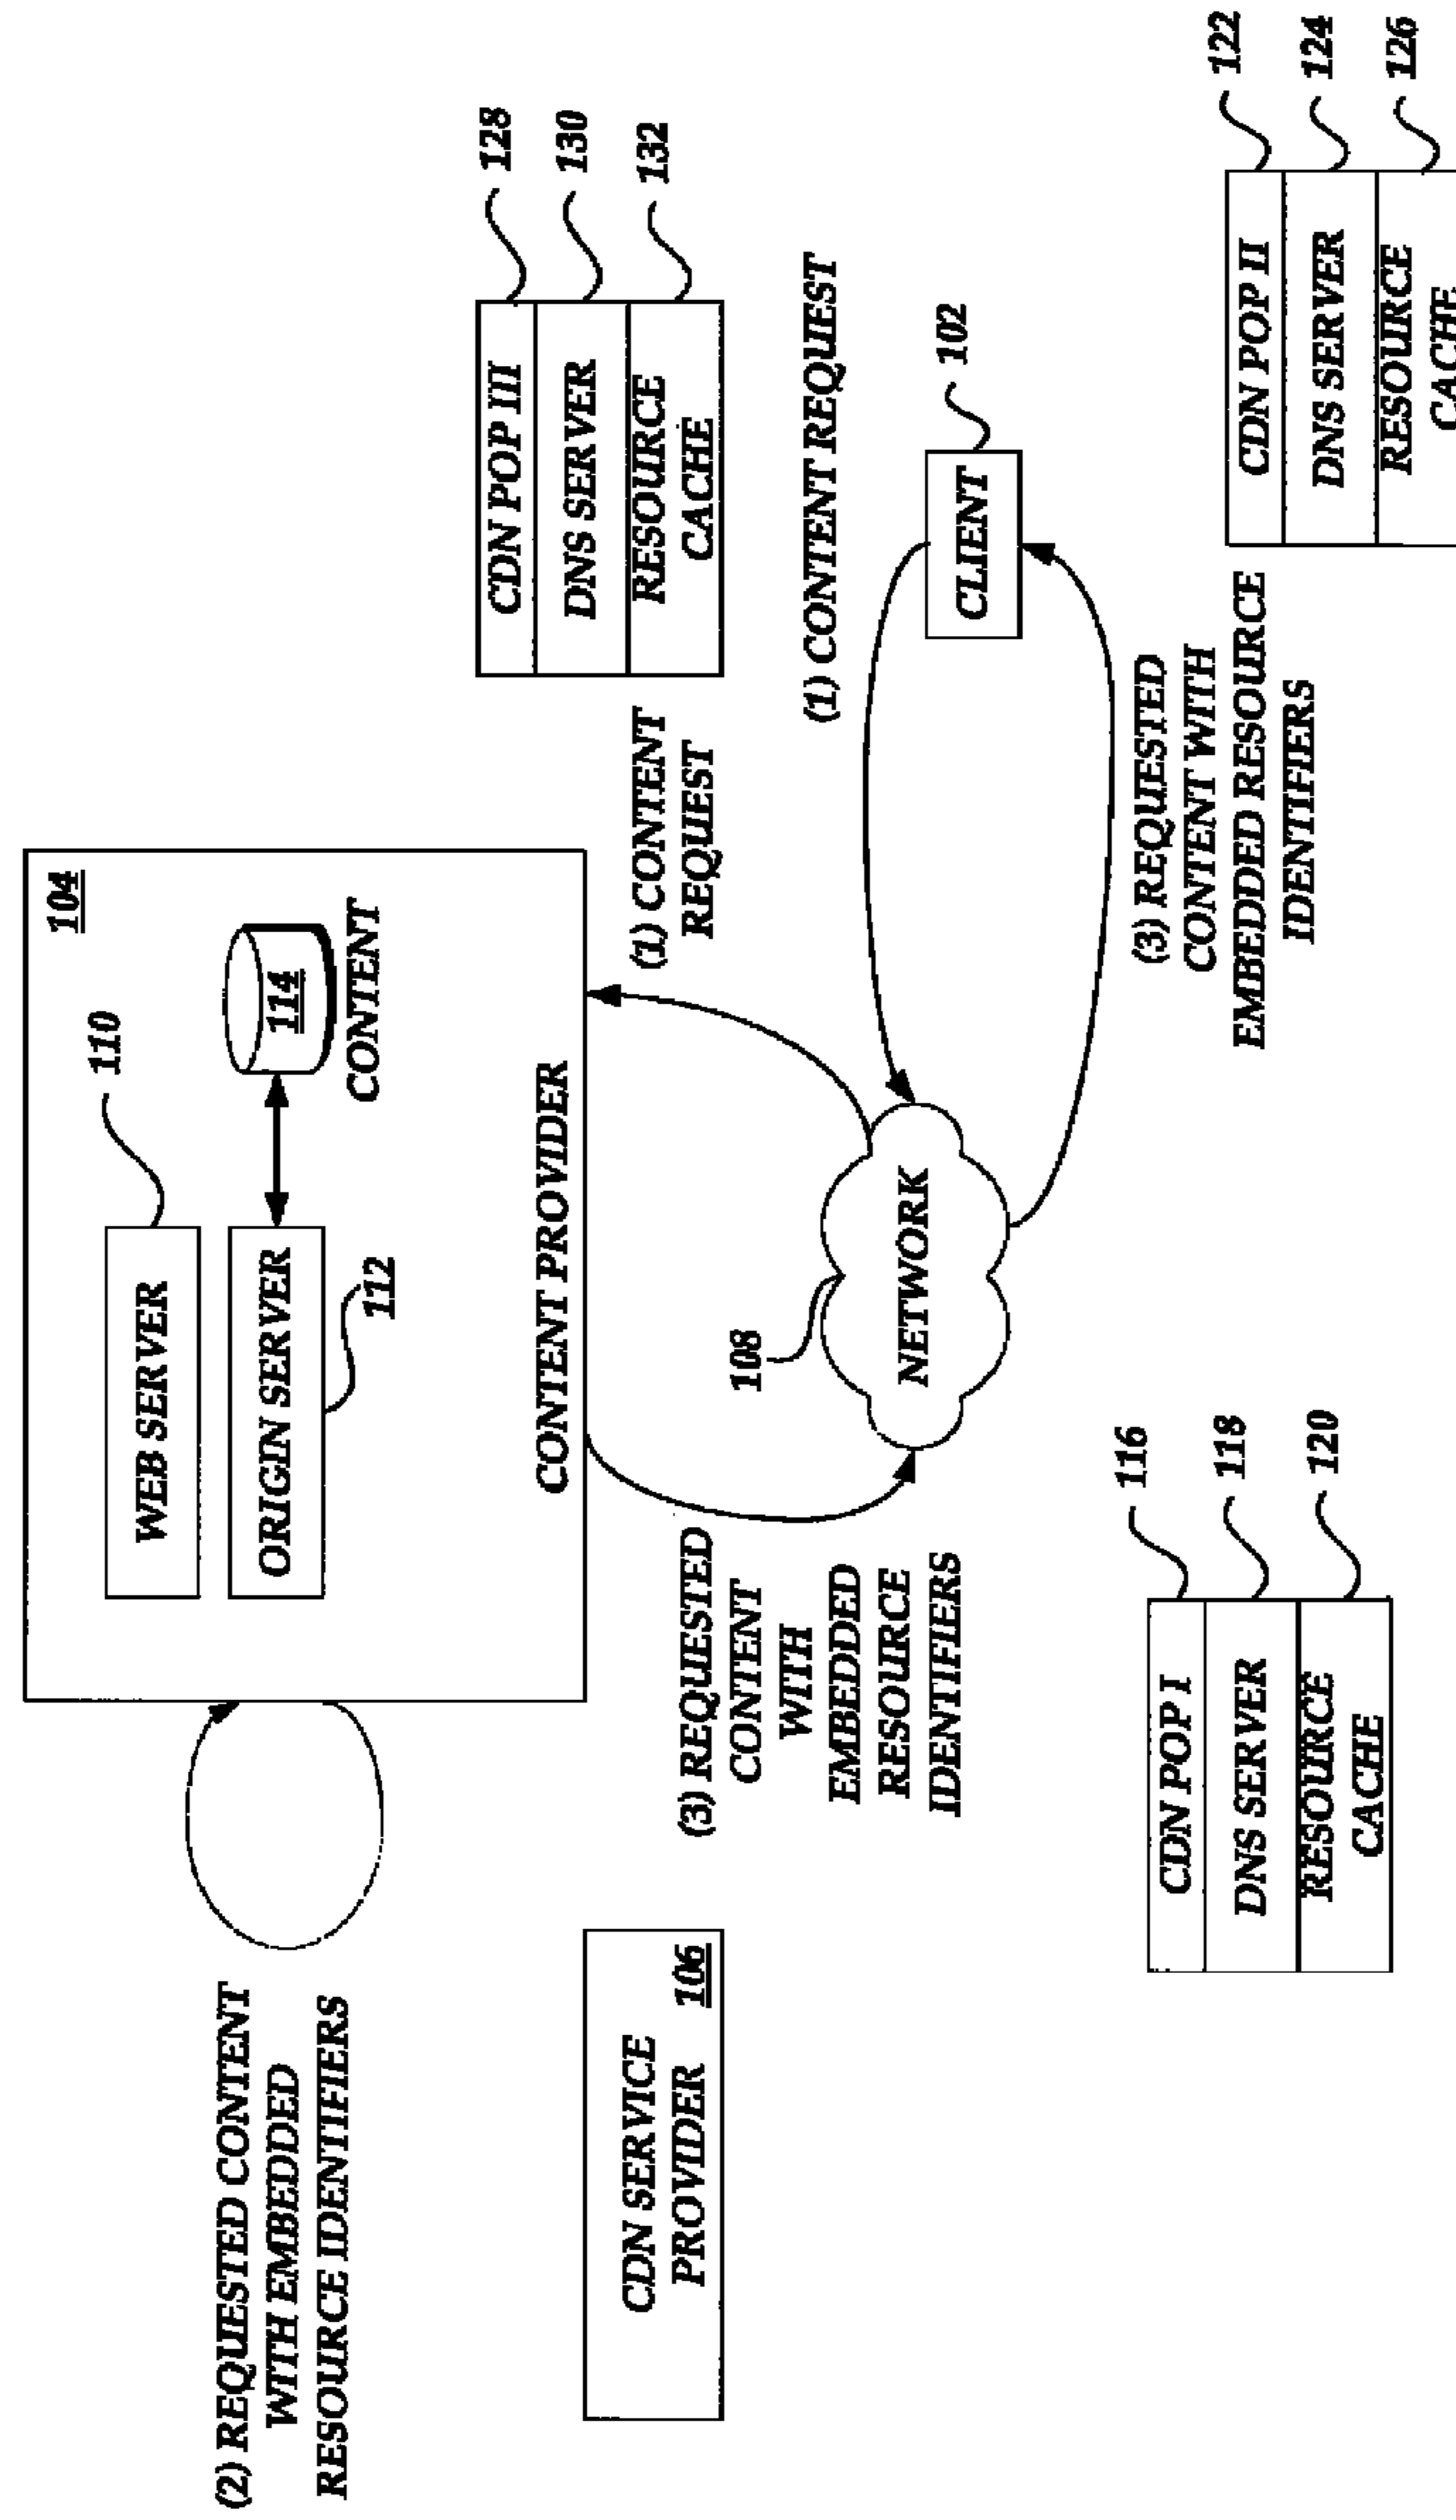 104
110
WEB SERVER
ORIGIN SERVER
112
114
CONTENT
CONTENT PROVIDER
(2) REQUESTED CONTENT
WITH EMBEDDED
RESOURCE IDENTIFIERS
CDN SERVICE
PROVIDER
106
(3) REQUESTED
CONTENT
WITH
EMBEDDED
RESOURCE
IDENTIFIERS
(1) CONTENT
REQUEST
CDN POP III
DNS SERVER
RESOURCE
CACHE
128
130
132
108
NETWORK
(1) CONTENT REQUEST
CLIENT
102
(3) REQUESTED
CONTENT WITH
EMBEDDED RESOURCE
IDENTIFIERS
CDN POP I
DNS SERVER
RESOURCE
CACHE
116
118
120
CDN POP II
DNS SERVER
RESOURCE
CACHE
122
124
126